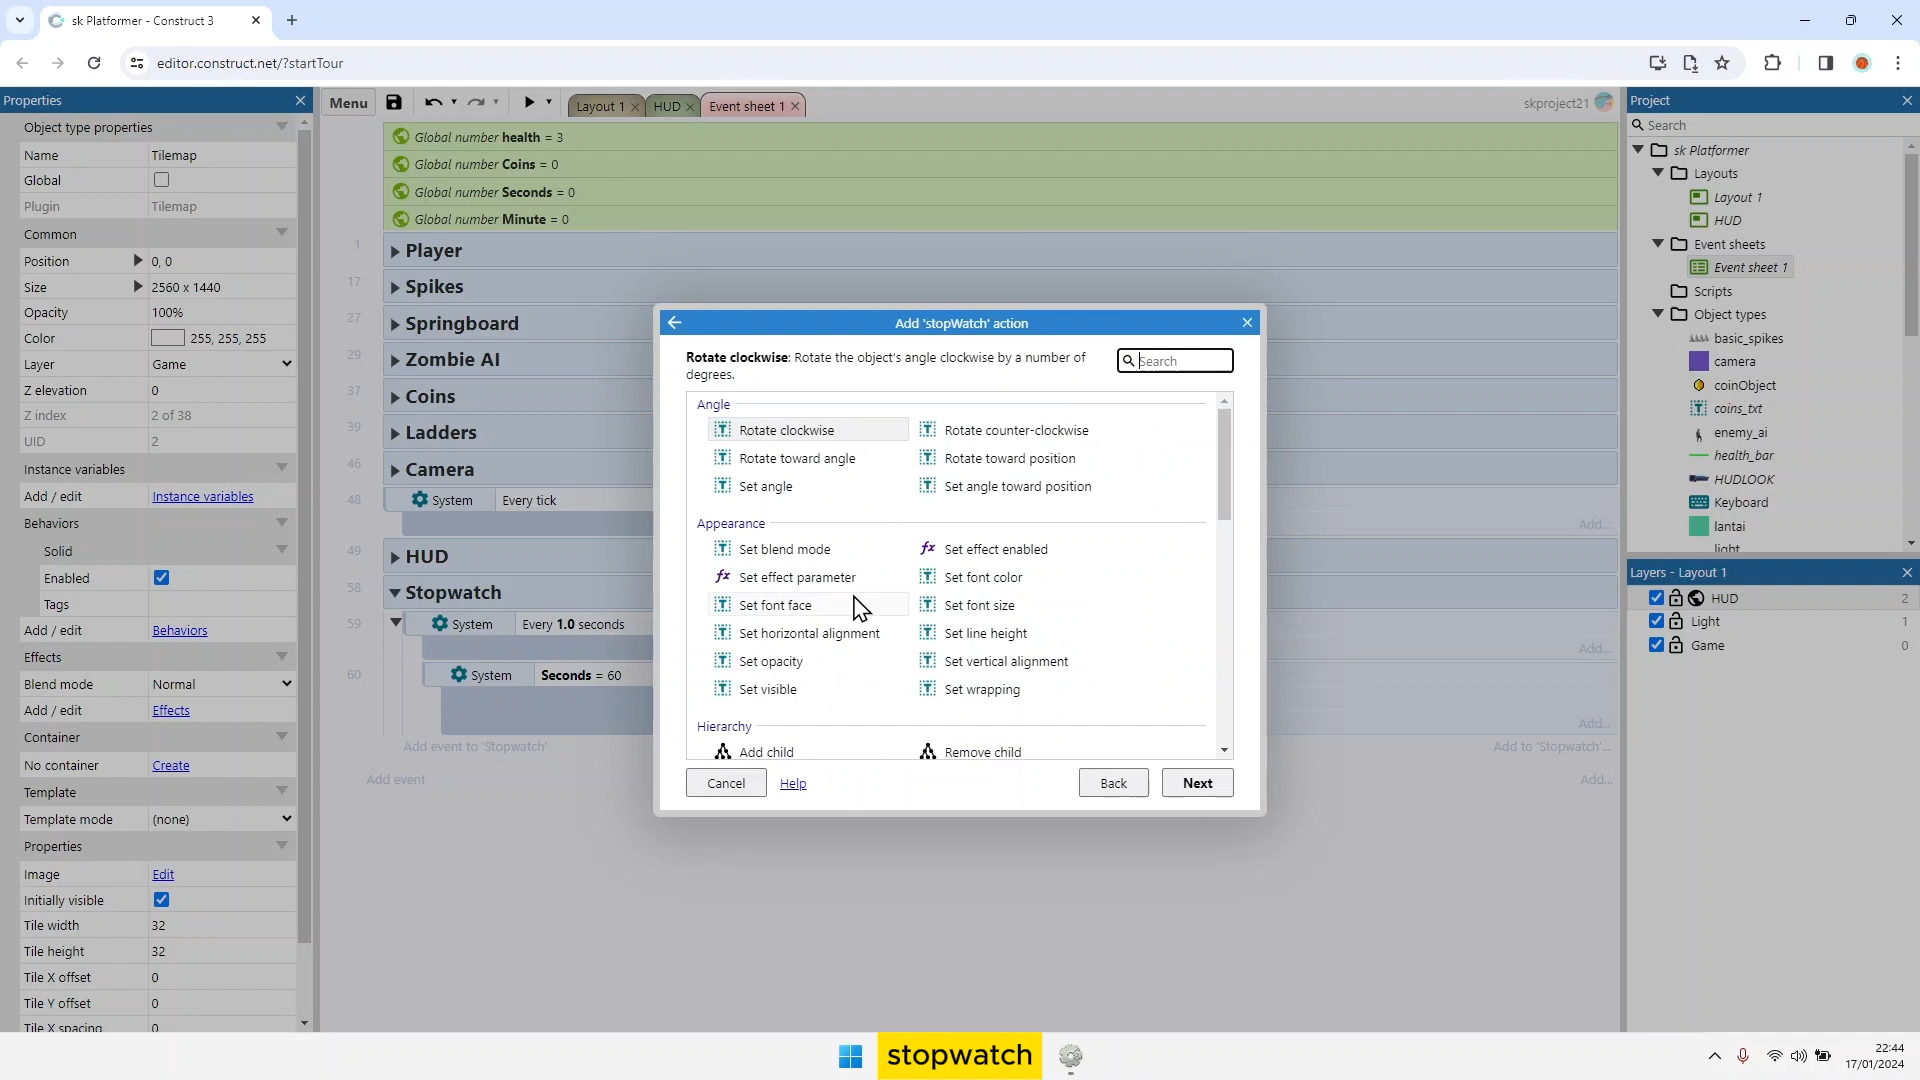 sk Platformer - Construct 3
editor.construct.net/?startTour
Properties
Menu
Layout 1
HUD
Event sheet 1
skproject21
Project
Object type properties
Name Tilemap
Global
Plugin Tilemap
Common
Position 0, 0
Size 2560 x 1440
Opacity 100%
Color 255, 255, 255
Layer Game
Z elevation 0
Z index 2 of 38
UID 2
Instance variables
Add / edit Instance variables
Behaviors
Solid
Enabled
Tags
Add / edit Behaviors
Effects
Blend mode Normal
Add / edit Effects
Container
No container Create
Template
Template mode (none)
Properties
Image Edit
Initially visible
Tile width 32
Tile height 32
Tile X offset 0
Tile Y offset 0
Tile X spacing 0
Global number health = 3
Global number Coins = 0
Global number Seconds = 0
Global number Minute = 0
1 Player
17 Spikes
27 Springboard
29 Zombie AI
37 Coins
39 Ladders
46 Camera
48 System Every tick
Add...
49 HUD
58 Stopwatch
59 System Every 1.0 seconds
Add...
60 System Seconds = 60
Add...
Add event to 'Stopwatch'
Add to 'Stopwatch'...
Add event
Add...
Add 'stopWatch' action
Rotate clockwise: Rotate the object's angle clockwise by a number of
degrees.
Search
Angle
Rotate clockwise Rotate counter-clockwise
Rotate toward angle Rotate toward position
Set angle Set angle toward position
Appearance
Set blend mode Set effect enabled
Set effect parameter Set font color
Set font face Set font size
Set horizontal alignment Set line height
Set opacity Set vertical alignment
Set visible Set wrapping
Hierarchy
Add child Remove child
Cancel Help Back Next
Search
sk Platformer
Layouts
Layout 1
HUD
Event sheets
Event sheet 1
Scripts
Object types
basic_spikes
camera
coinObject
coins_txt
enemy_ai
health_bar
HUDLOOK
Keyboard
lantai
light
Layers - Layout 1
HUD 2
Light 1
Game 0
stopwatch
22:44
17/01/2024